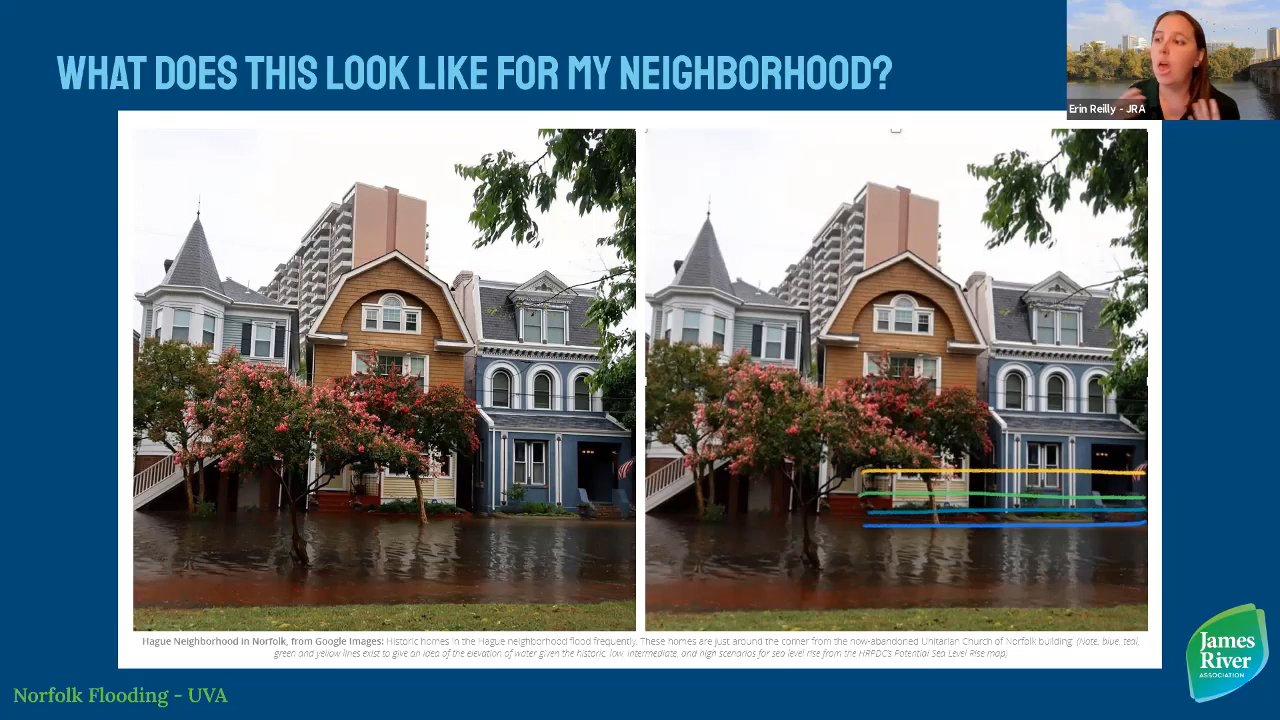 WHAT DOES THIS LOOK LIKE FOR MY NEIGHBORHOOD?
Erin Reilly - JRA
Hague Neighborhood in Norfolk, from Google Images: Historic homes in the Hague neighborhood flood frequently. These homes are just around the corner from the now-abandoned Unitarian Church of Norfolk building. (Note, blue, teal,
green and yellow lines exist to give an idea of the elevation of water given the historic, low, intermediate, and high scenarios for sea level rise from the HRPDC's Potential Sea Level Rise map)
James
River
ASSOCIATION
Norfolk Flooding - UVA